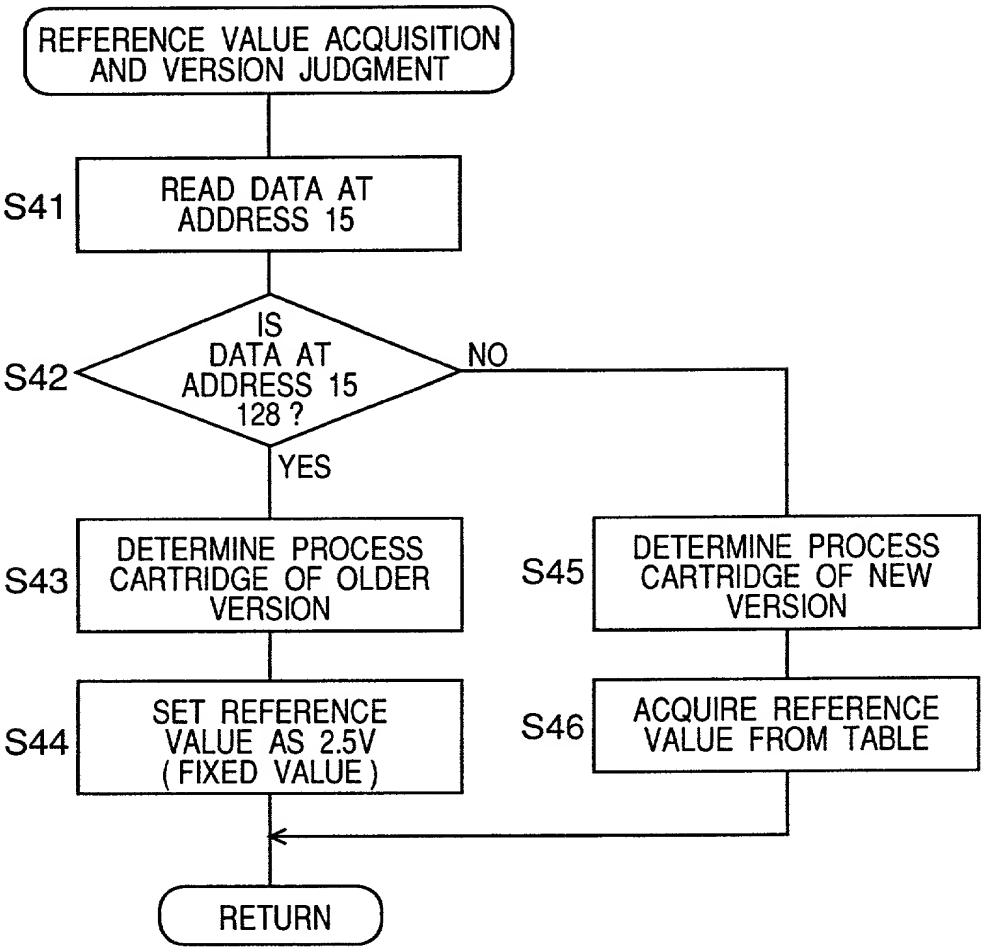 REFERENCE VALUE ACQUISITION
AND VERSION JUDGMENT
S41
READ DATA AT
ADDRESS 15
S42
IS
DATA AT
ADDRESS 15
128 ?
NO
YES
S43
DETERMINE PROCESS
CARTRIDGE OF OLDER
VERSION
S45
DETERMINE PROCESS
CARTRIDGE OF NEW
VERSION
S44
SET REFERENCE
VALUE AS 2.5V
( FIXED VALUE )
S46
ACQUIRE REFERENCE
VALUE FROM TABLE
RETURN